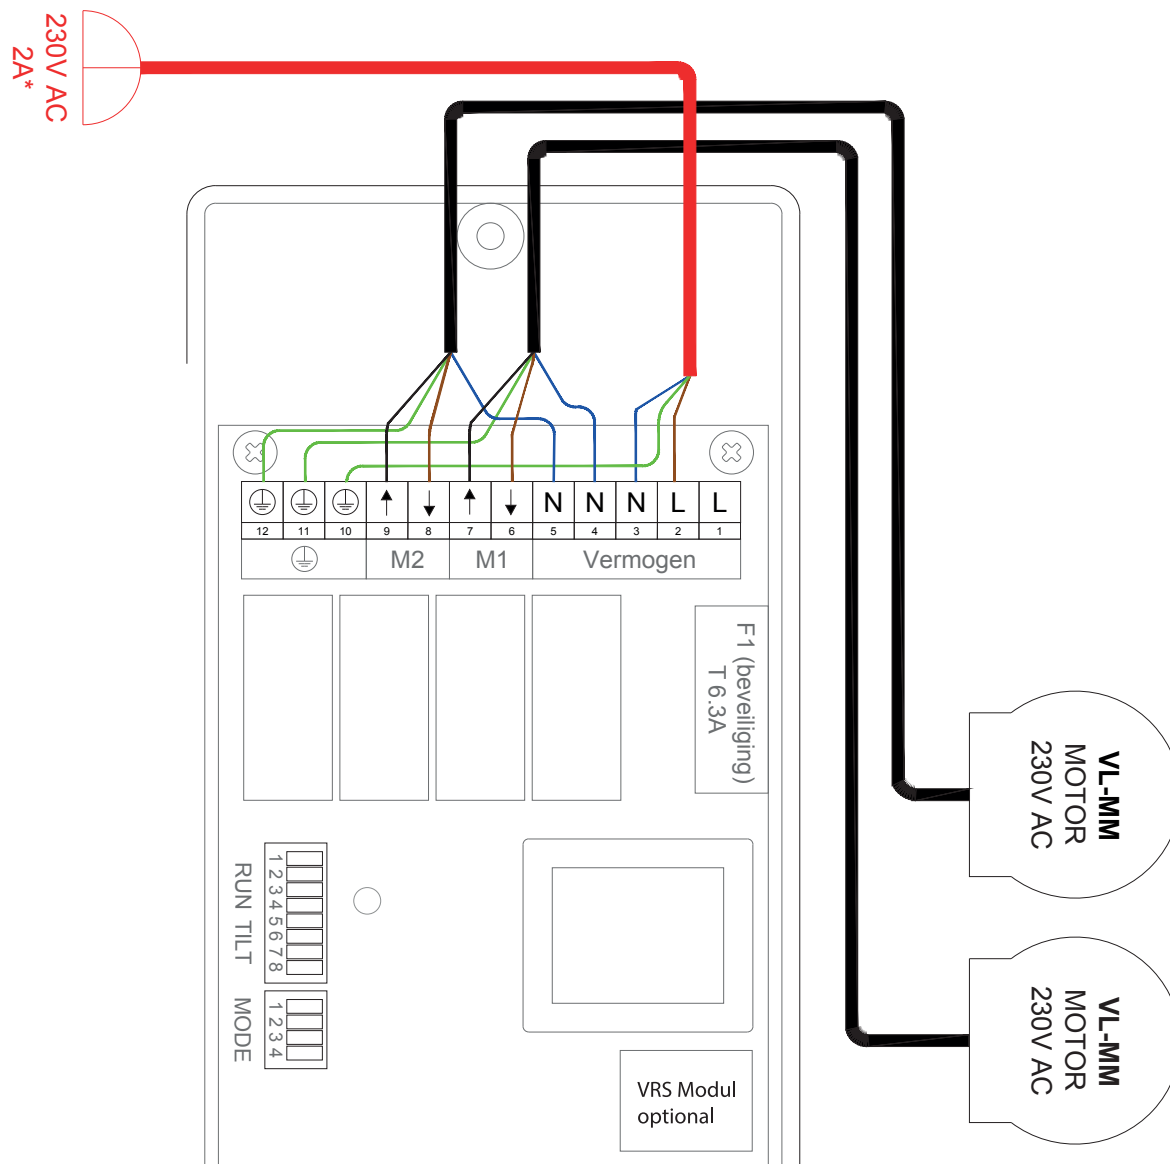 230V AC
2A*
N N N L L
12 11 10 9 8 7 6 5 4 3 2 1
M2 M1 Vermogen
F1 (beveiliging)
T 6.3A
VL-MM
MOTOR
230V AC
1 2 3 4 5 6 7 8
RUN TILT
VL-MM
MOTOR
230V AC
1 2 3 4
MODE
VRS Modul
optional